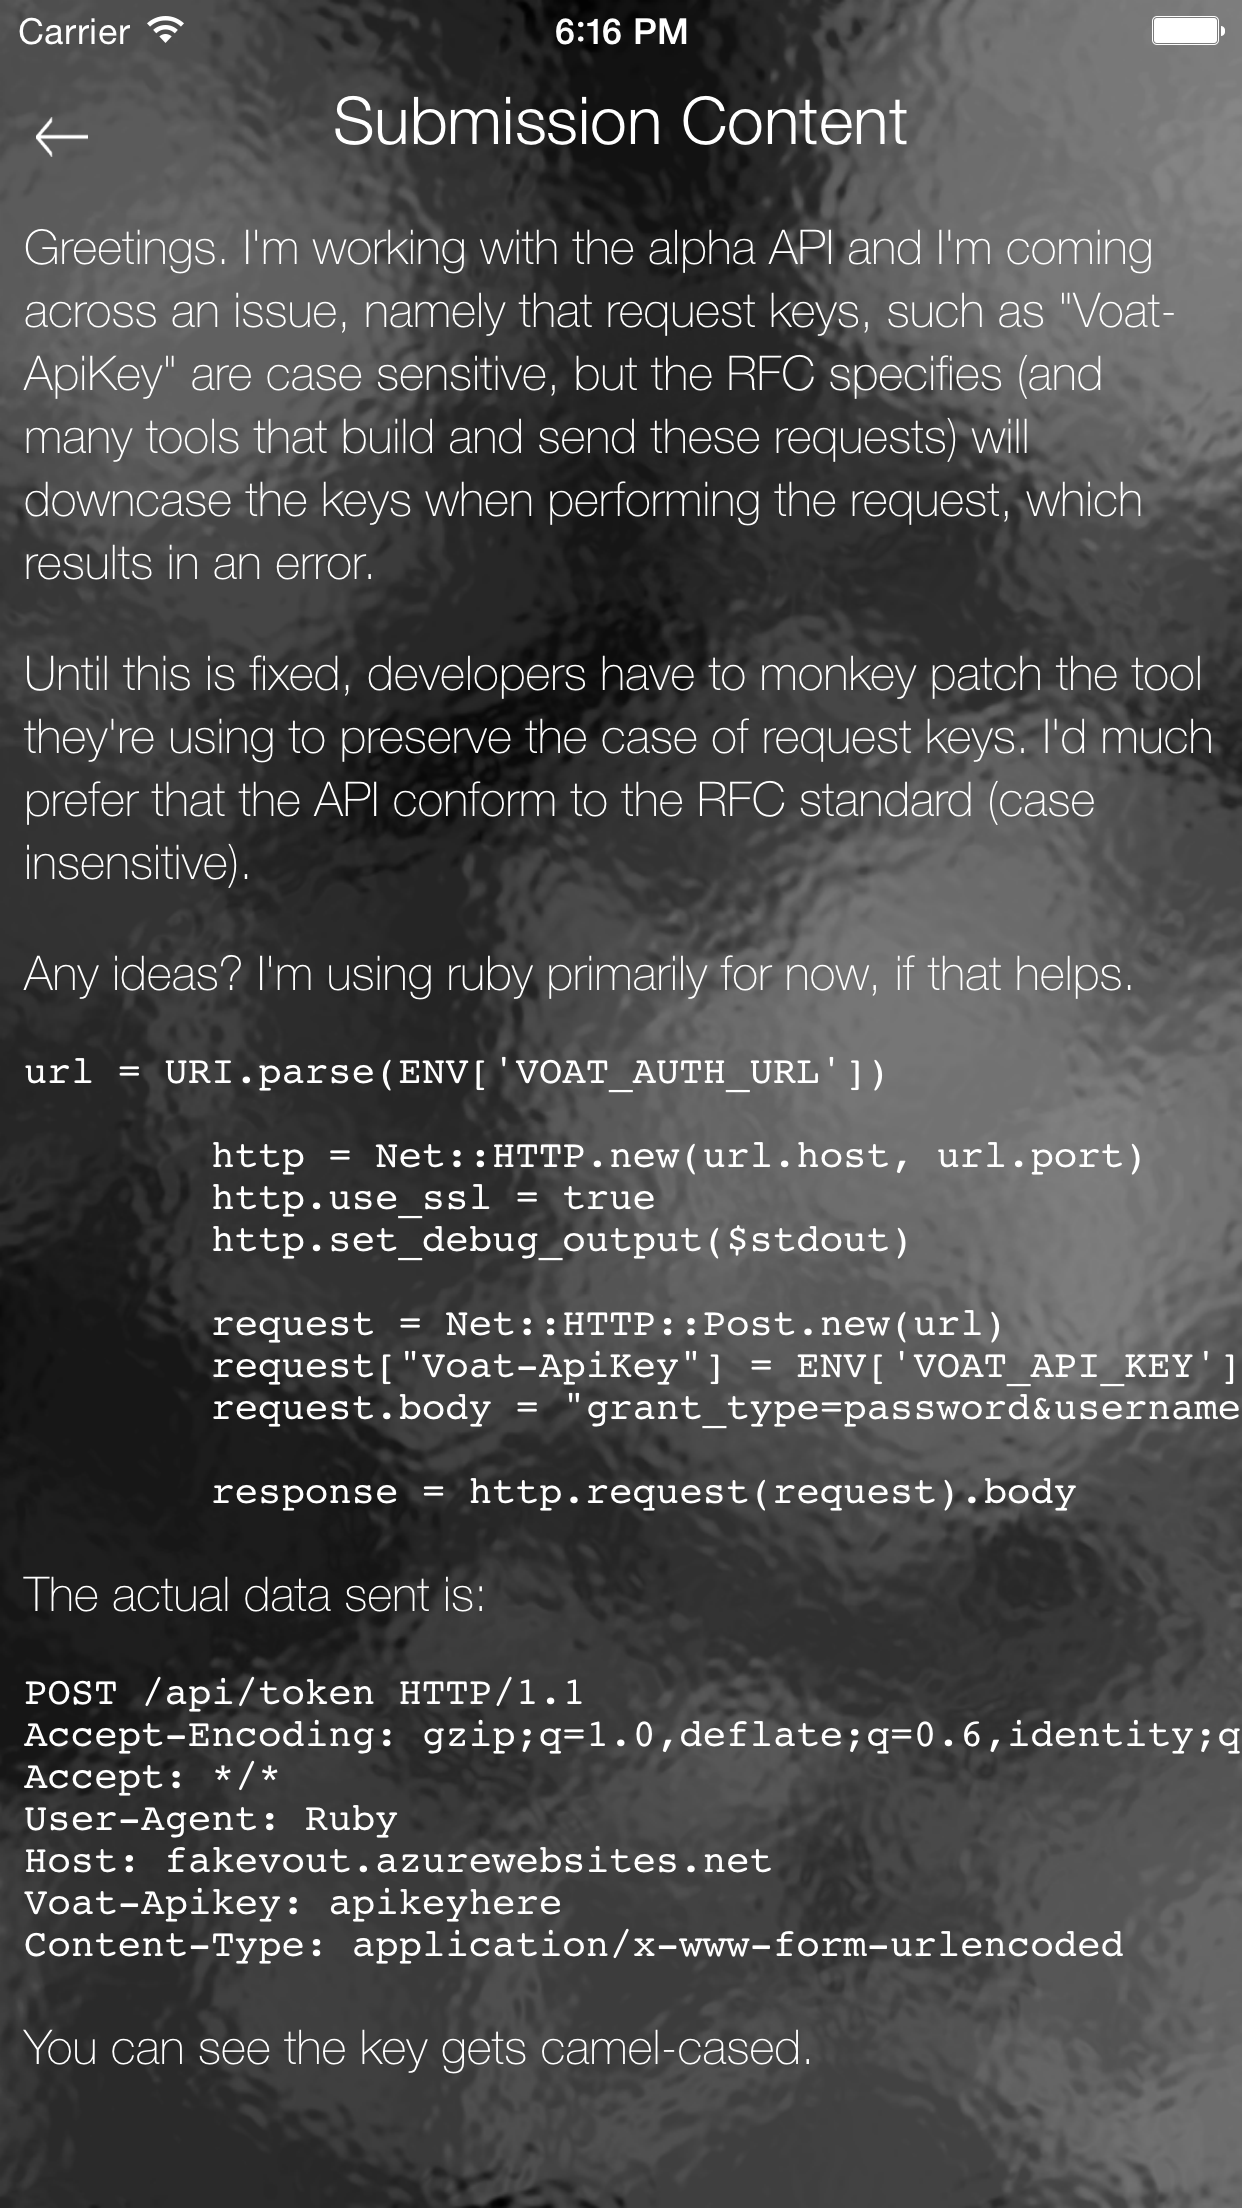 Carrier
6:16 PM
Submission Content
Greetings. I'm working with the alpha API and I'm coming
across an issue, namely that request keys, such as "Voat-
ApiKey" are case sensitive, but the RFC specifies (and
many tools that build and send these requests) will
downcase the keys when performing the request, which
results in an error.
Until this is fixed, developers have to monkey patch the tool
they're using to preserve the case of request keys. I'd much
prefer that the API conform to the RFC standard (case
insensitive).
Any ideas? I'm using ruby primarily for now, if that helps.
url = URI.parse(ENV['VOAT_AUTH_URL'])
http = Net::HTTP.new(url.host, url.port)
http.use_ssl = true
http.set_debug_output($stdout)
request = Net::HTTP::Post.new(url)
request["Voat-ApiKey"] = ENV['VOAT_API_KEY']
request.body = "grant_type=password&username
response = http.request(request).body
The actual data sent is:
POST /api/token HTTP/1.1
Accept-Encoding: gzip;q=1.0,deflate;q=0.6,identity;q
Accept: */*
User-Agent: Ruby
Host: fakevout.azurewebsites.net
Voat-Apikey: apikeyhere
Content-Type: application/x-www-form-urlencoded
You can see the key gets camel-cased.